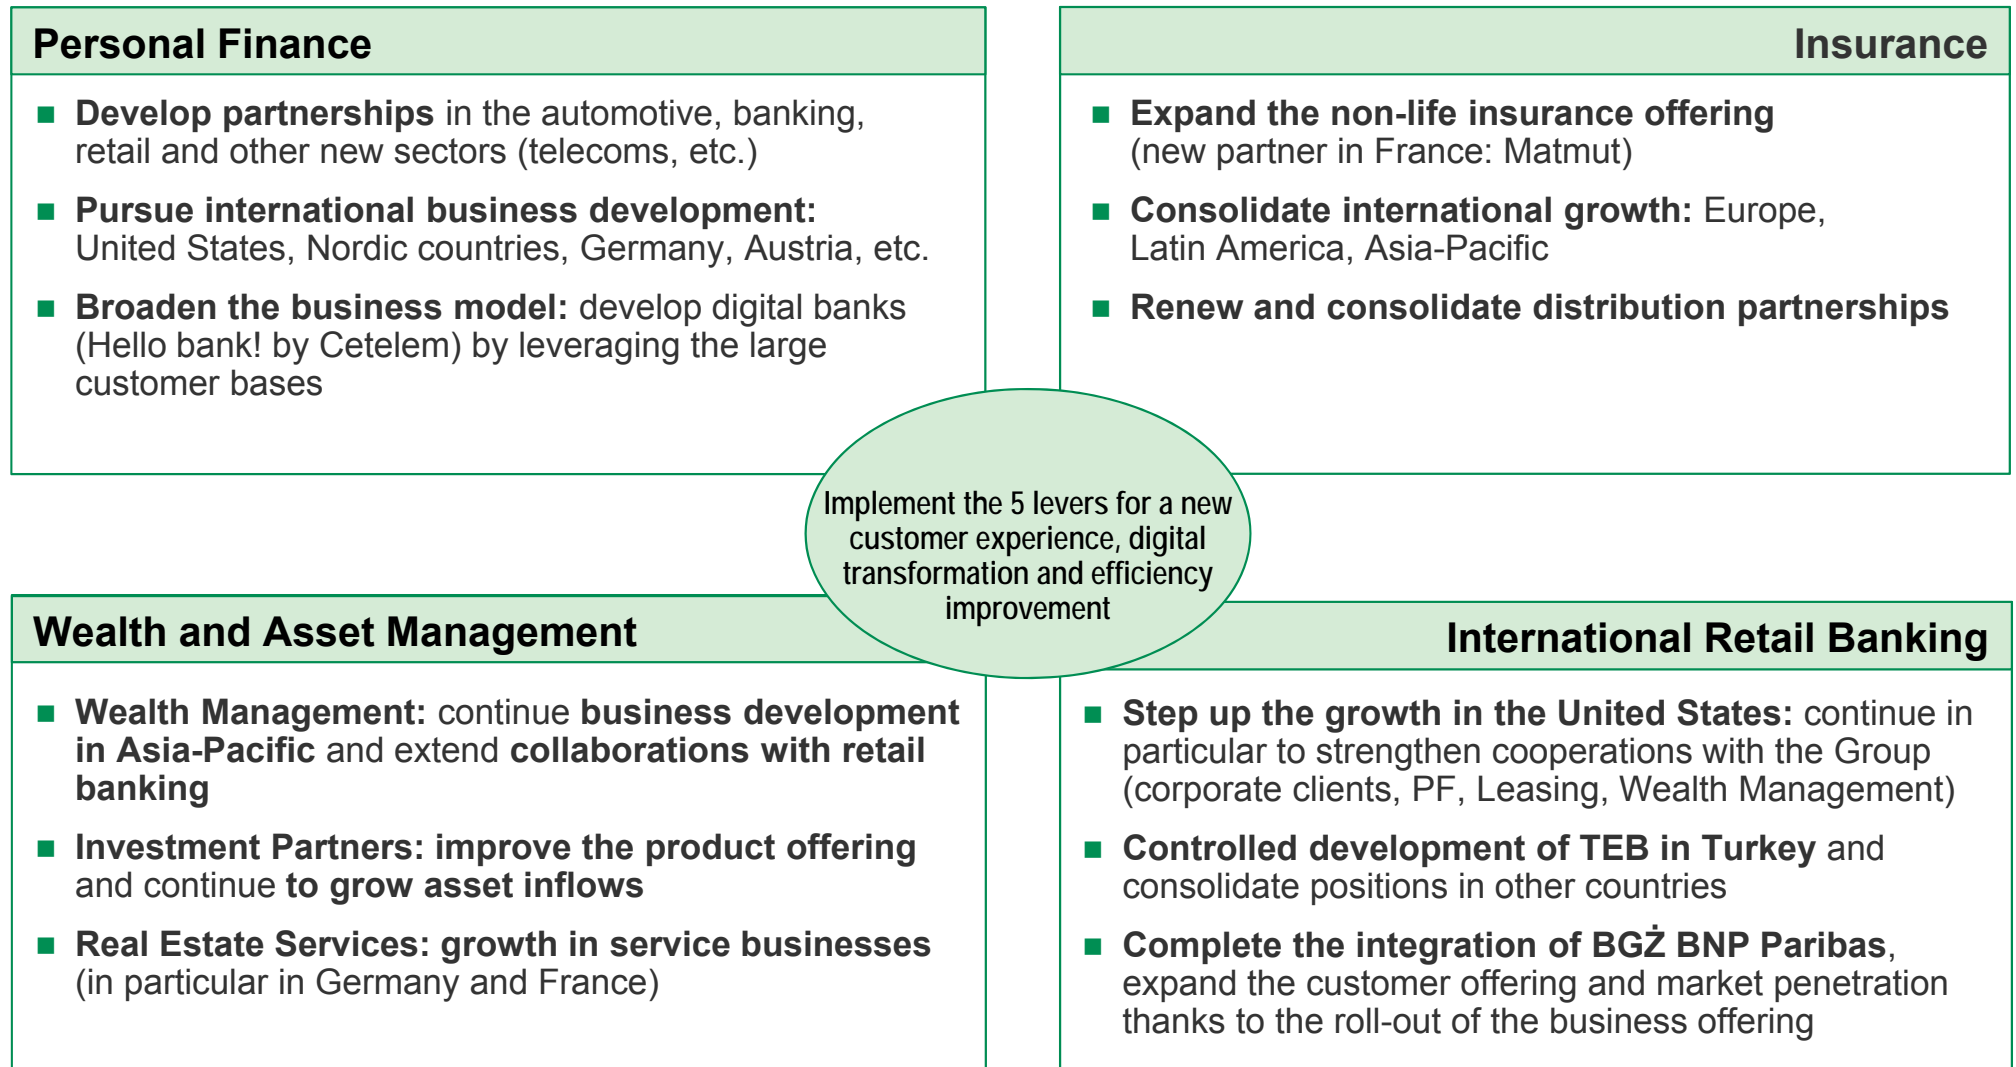 Personal Finance
■ Develop partnerships in the automotive, banking,
retail and other new sectors (telecoms, etc.)
■ Pursue international business development:
United States, Nordic countries, Germany, Austria, etc.
■ Broaden the business model: develop digital banks
(Hello bank! by Cetelem) by leveraging the large
customer bases
Insurance
■ Expand the non-life insurance offering
(new partner in France: Matmut)
■ Consolidate international growth: Europe,
Latin America, Asia-Pacific
■ Renew and consolidate distribution partnerships
Implement the 5 levers for a new
customer experience, digital
transformation and efficiency
improvement
Wealth and Asset Management
■ Wealth Management: continue business development
in Asia-Pacific and extend collaborations with retail
banking
■ Investment Partners: improve the product offering
and continue to grow asset inflows
■ Real Estate Services: growth in service businesses
(in particular in Germany and France)
International Retail Banking
■ Step up the growth in the United States: continue in
particular to strengthen cooperations with the Group
(corporate clients, PF, Leasing, Wealth Management)
■ Controlled development of TEB in Turkey and
consolidate positions in other countries
■ Complete the integration of BGŻ BNP Paribas,
expand the customer offering and market penetration
thanks to the roll-out of the business offering